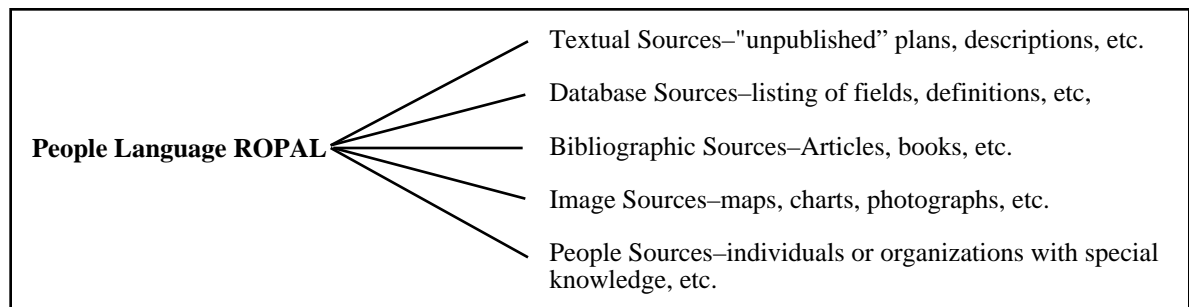 Textual Sources–"unpublished” plans, descriptions, etc.
Database Sources–listing of fields, definitions, etc,
People Language ROPAL
Bibliographic Sources–Articles, books, etc.
Image Sources–maps, charts, photographs, etc.
People Sources–individuals or organizations with special
knowledge, etc.